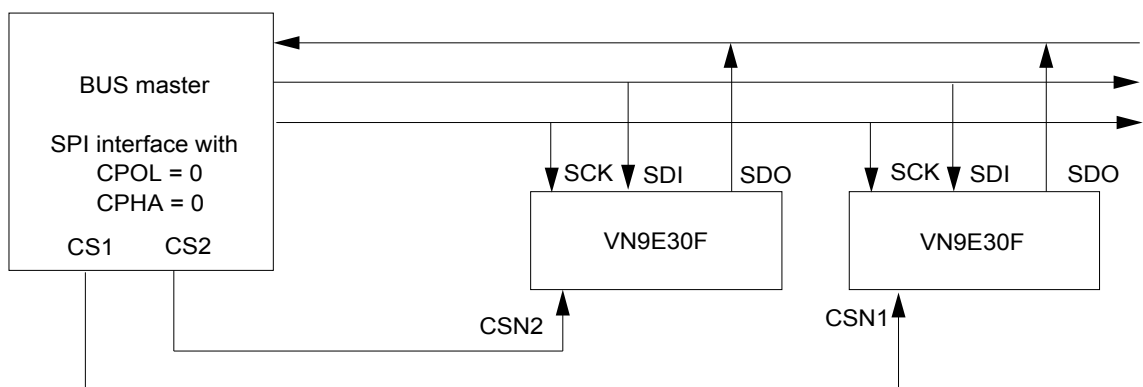 BUS master
SPI interface with
CPOL = 0
CPHA = 0
CS1 CS2
SCK SDI SDO
VN9E30F
CSN2
SCK SDI SDO
VN9E30F
CSN1